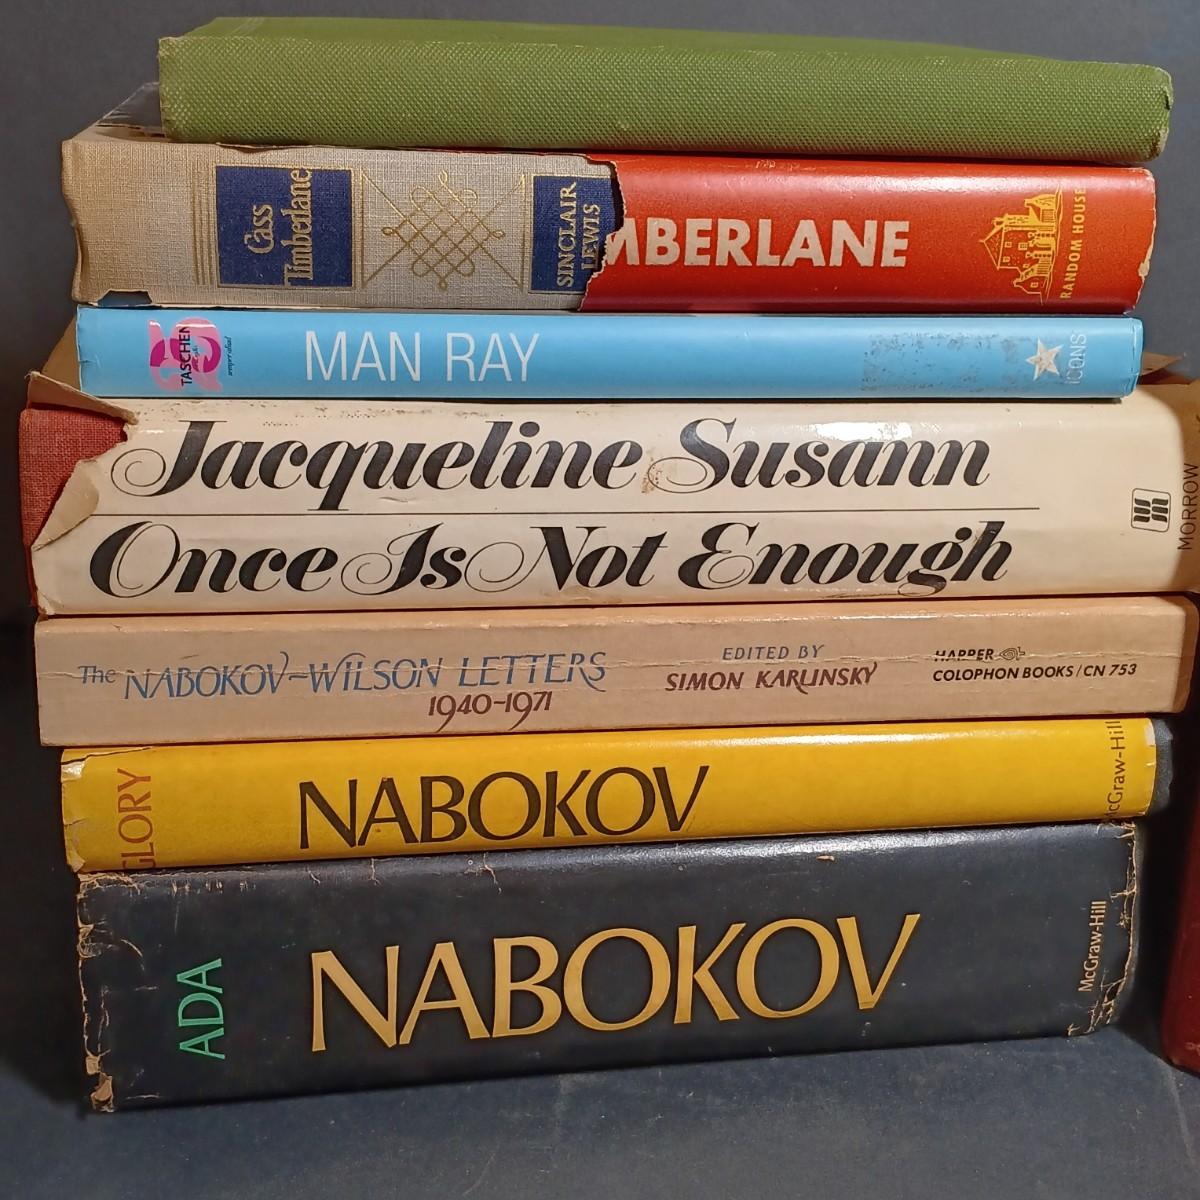 Cass
Timberlane
SINCLAIR
LEWIS
MBERLANE
RANDOM HOUSE
25
TASCHEN
MAN RAY
ICONS
Jacqueline Susann
Once Is Not Enough
MORROW
The NABOKOV~WILSON LETTERS
1940-1971
EDITED BY
SIMON KARLINSKY
HARPER
COLOPHON BOOKS/CN 753
GLORY
NABOKOV
McGraw-Hill
ADA
NABOKOV
McGraw-Hill